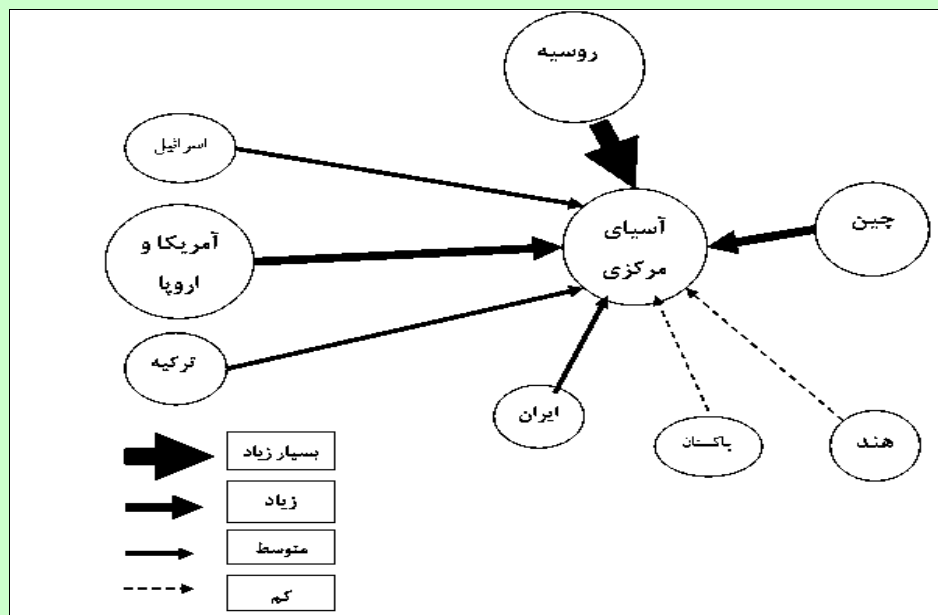 روسیه
اسرائیل
چین
آسیای
مرکزی
آمریکا و
اروپا
ترکیه
ایران
پاکستان
هند
بسیار زیاد
زیاد
متوسط
کم